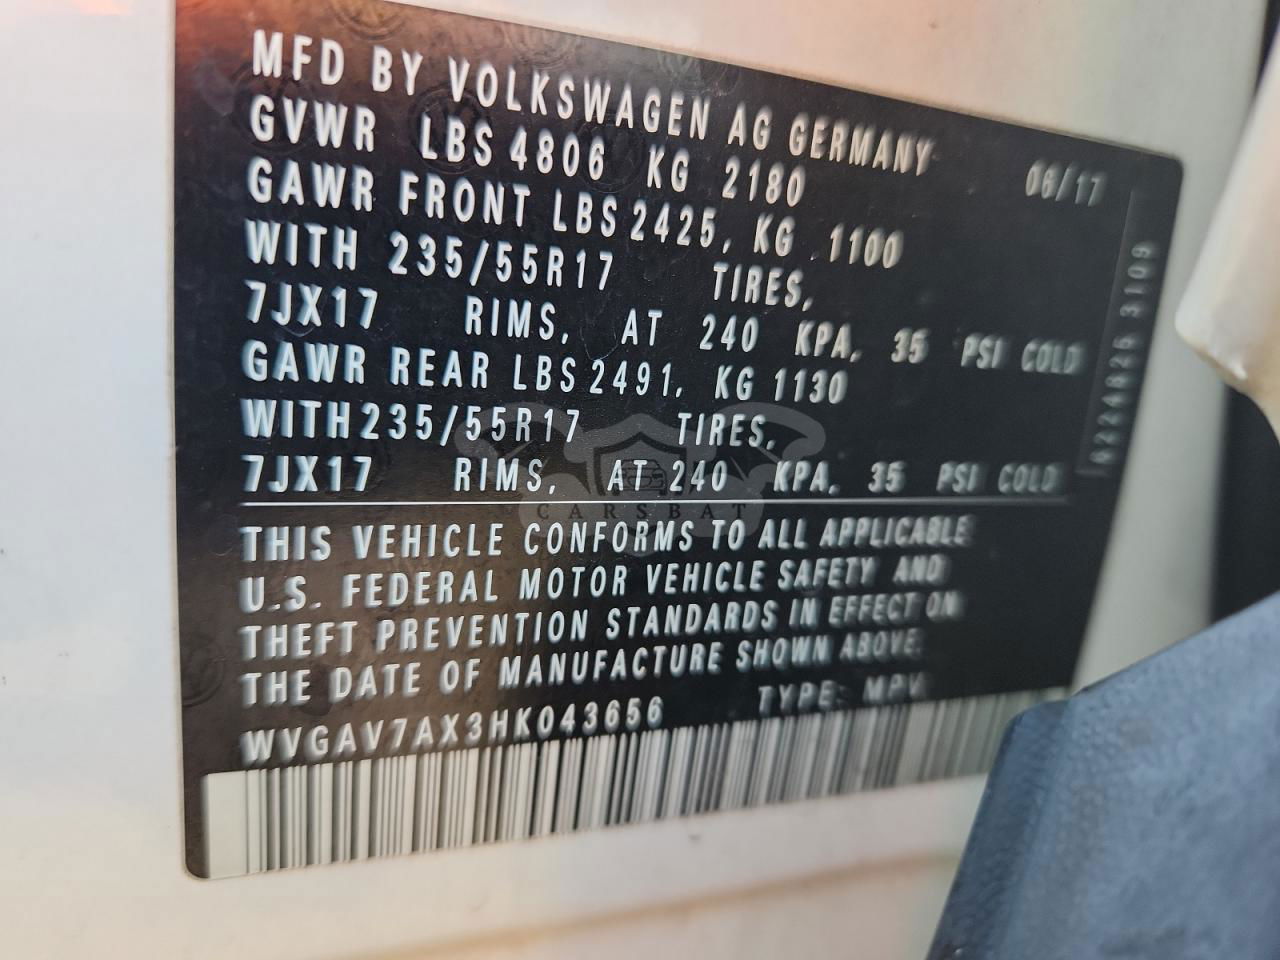 MFD BY VOLKSWAGEN AG GERMANY 06/17
GVWR LBS 4806 KG 2180
GAWR FRONT LBS 2425, KG 1100
WITH 235/55R17 TIRES,
7JX17 RIMS, AT 240 KPA, 35 PSI COLD
GAWR REAR LBS 2491, KG 1130
WITH 235/55R17 TIRES,
7JX17 RIMS, AT 240 KPA, 35 PSI COLD
THIS VEHICLE CONFORMS TO ALL APPLICABLE
U.S. FEDERAL MOTOR VEHICLE SAFETY AND
THEFT PREVENTION STANDARDS IN EFFECT ON
THE DATE OF MANUFACTURE SHOWN ABOVE.
WVGAV7AX3HK043656 TYPE: MPV
CARSBAT